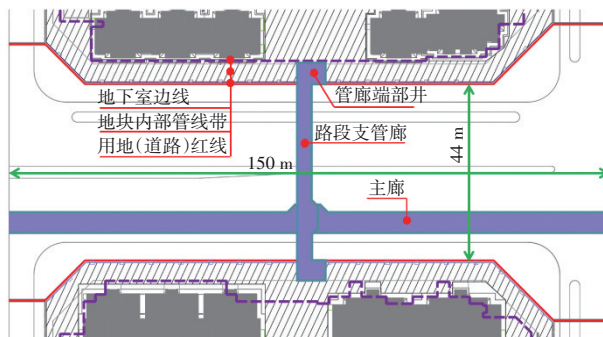 地下室边线
地块内部管线带
用地(道路)红线
管廊端部井
路段支管廊
150 m
44 m
主廊